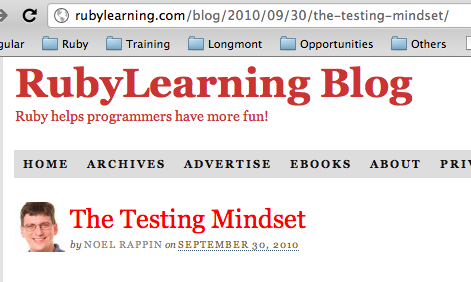 rubylearning.com/blog/2010/09/30/the-testing-mindset/
gular Ruby Training Longmont Opportunities Others
RubyLearning Blog
Ruby helps programmers have more fun!
HOME ARCHIVES ADVERTISE EBOOKS ABOUT PRIV
The Testing Mindset
by NOEL RAPPIN on SEPTEMBER 30, 2010